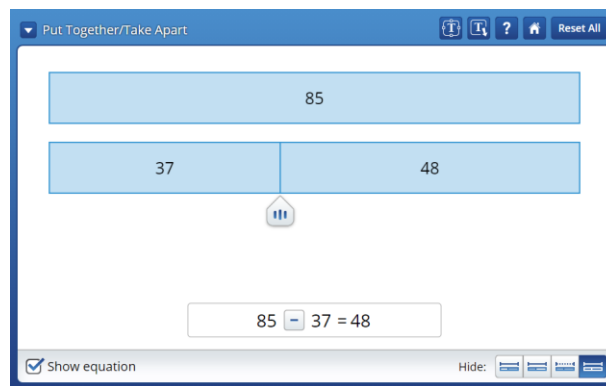 Put Together/Take Apart T T ? Reset All
85
37 48
85 - 37 = 48
Show equation Hide: